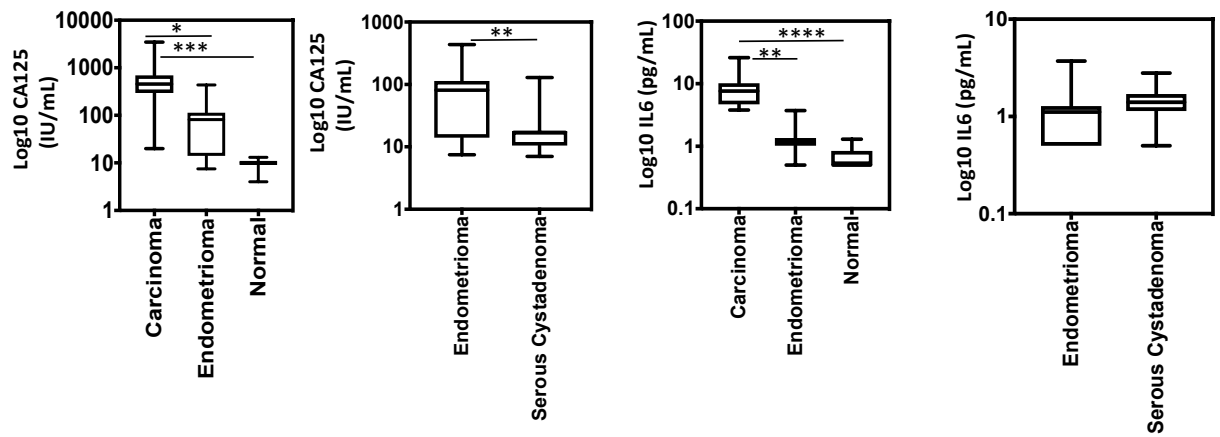 Log10 CA125
(IU/mL)
10000
1000
100
10
1
*
***
Carcinoma
Endometrioma
Normal
Log10 CA125
(IU/mL)
1000
100
10
1
**
Endometrioma
Serous Cystadenoma
Log10 IL6 (pg/mL)
100
10
1
0.1
****
**
Carcinoma
Endometrioma
Normal
Log10 IL6 (pg/mL)
10
1
0.1
Endometrioma
Serous Cystadenoma